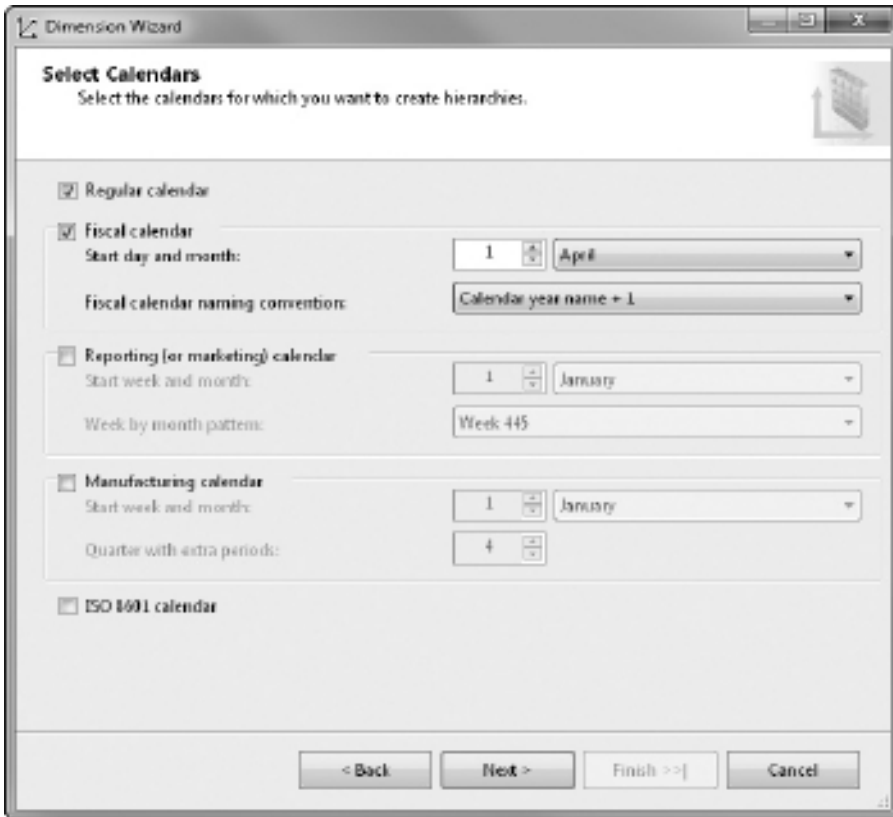 Dimension Wizard
Select Calendars
Select the calendars for which you want to create hierarchies.
Regular calendar
Fiscal calendar
Start day and month: 1 April
Fiscal calendar naming convention: Calendar year name + 1
Reporting (or marketing) calendar
Start week and month: 1 January
Week by month pattern: Week 445
Manufacturing calendar
Start week and month: 1 January
Quarter with extra periods: 4
ISO 8601 calendar
< Back Next > Finish >>| Cancel